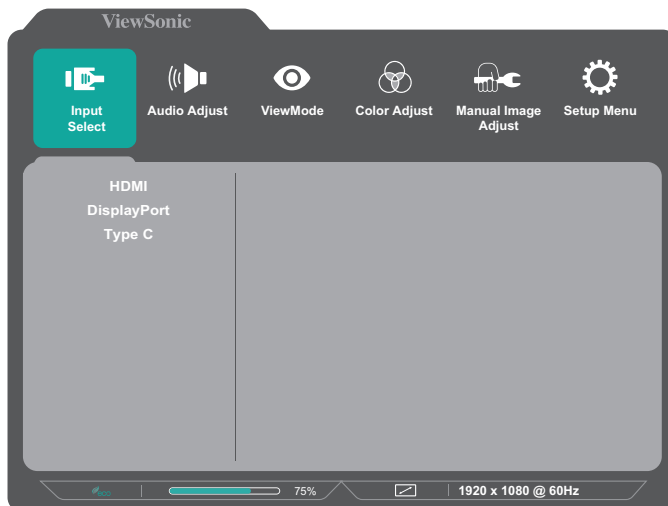 ViewSonic
Input
Select
Audio Adjust
ViewMode
Color Adjust
Manual Image
Adjust
Setup Menu
HDMI
DisplayPort
Type C
eco
75%
1920 x 1080 @ 60Hz